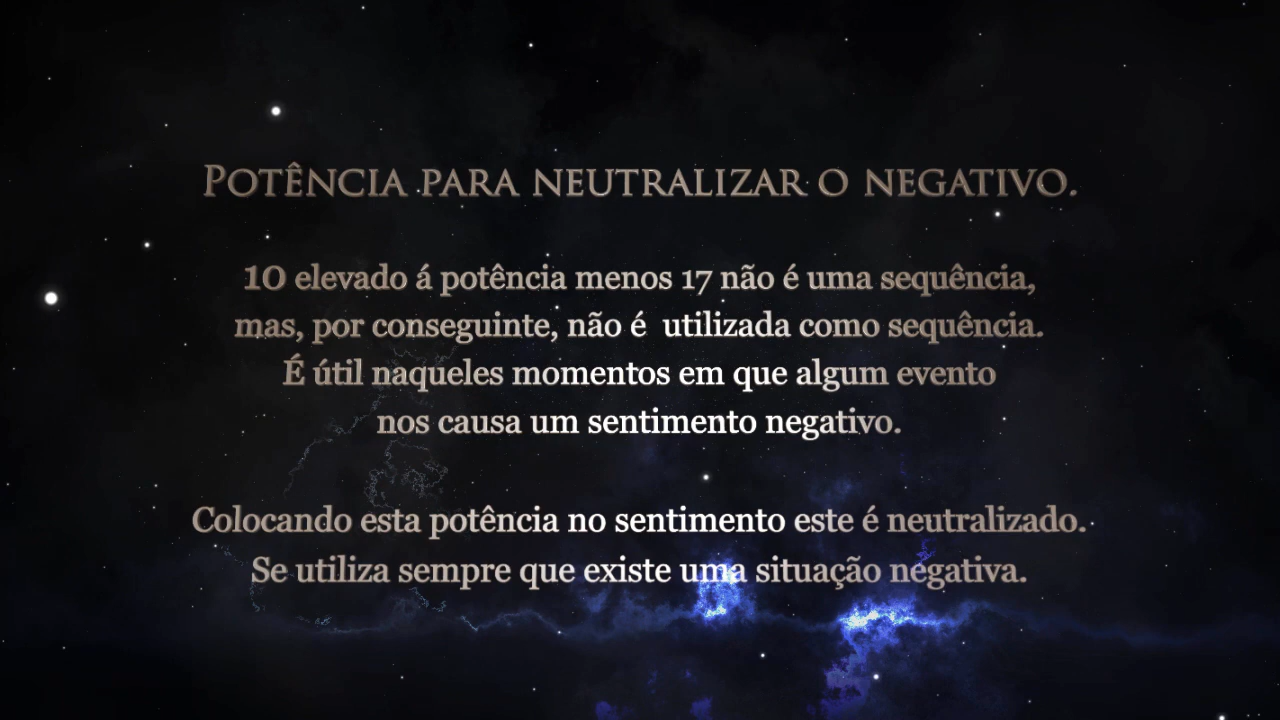 Potência para neutralizar o negativo.
10 elevado á potência menos 17 não é uma sequência,
mas, por conseguinte, não é utilizada como sequência.
É útil naqueles momentos em que algum evento
nos causa um sentimento negativo.
Colocando esta potência no sentimento este é neutralizado.
Se utiliza sempre que existe uma situação negativa.